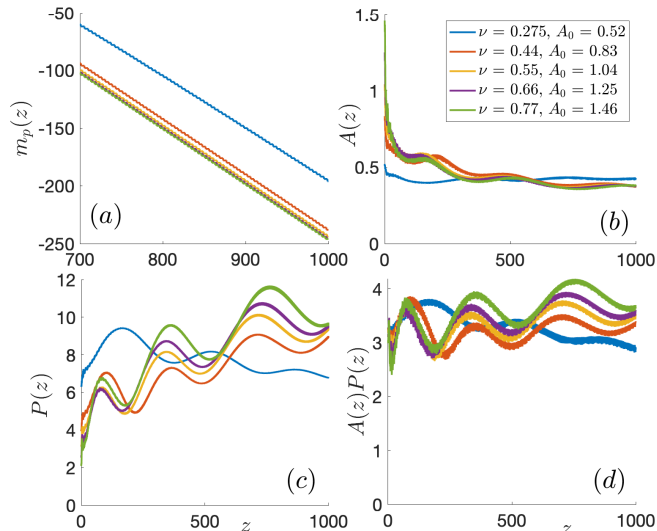 -50
-100
-150
-200
-250
m_p(z)
700 800 900 1000
(a)
1.5
1
0.5
0
A(z)
0 500 1000
(b)
ν = 0.275, A_0 = 0.52
ν = 0.44, A_0 = 0.83
ν = 0.55, A_0 = 1.04
ν = 0.66, A_0 = 1.25
ν = 0.77, A_0 = 1.46
12
10
8
6
4
2
0
P(z)
0 500 1000
z
(c)
4
3
2
1
0
A(z)P(z)
0 500 1000
z
(d)